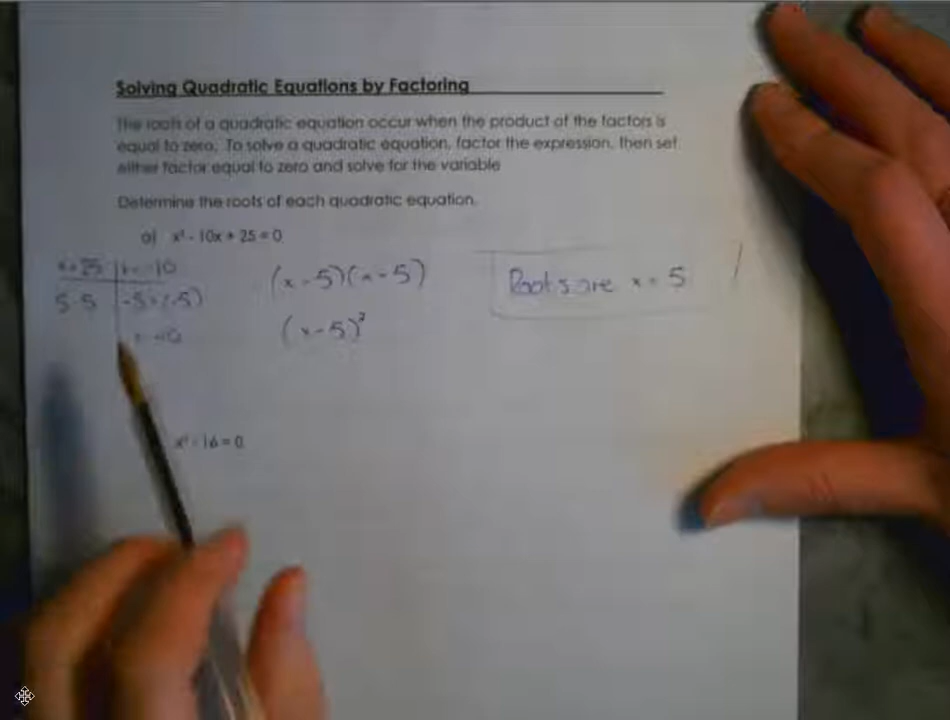 Solving Quadratic Equations by Factoring
The roots of a quadratic equation occur when the product of the factors is
equal to zero. To solve a quadratic equation, factor the expression, then set
either factor equal to zero and solve for the variable
Determine the roots of each quadratic equation.
a) x² - 10x + 25 = 0
x + 25 + = -10
5·5 -5+(-5)
= -10
(x - 5)(x - 5)
(x - 5)²
Roots are x = 5
x² - 16 = 0